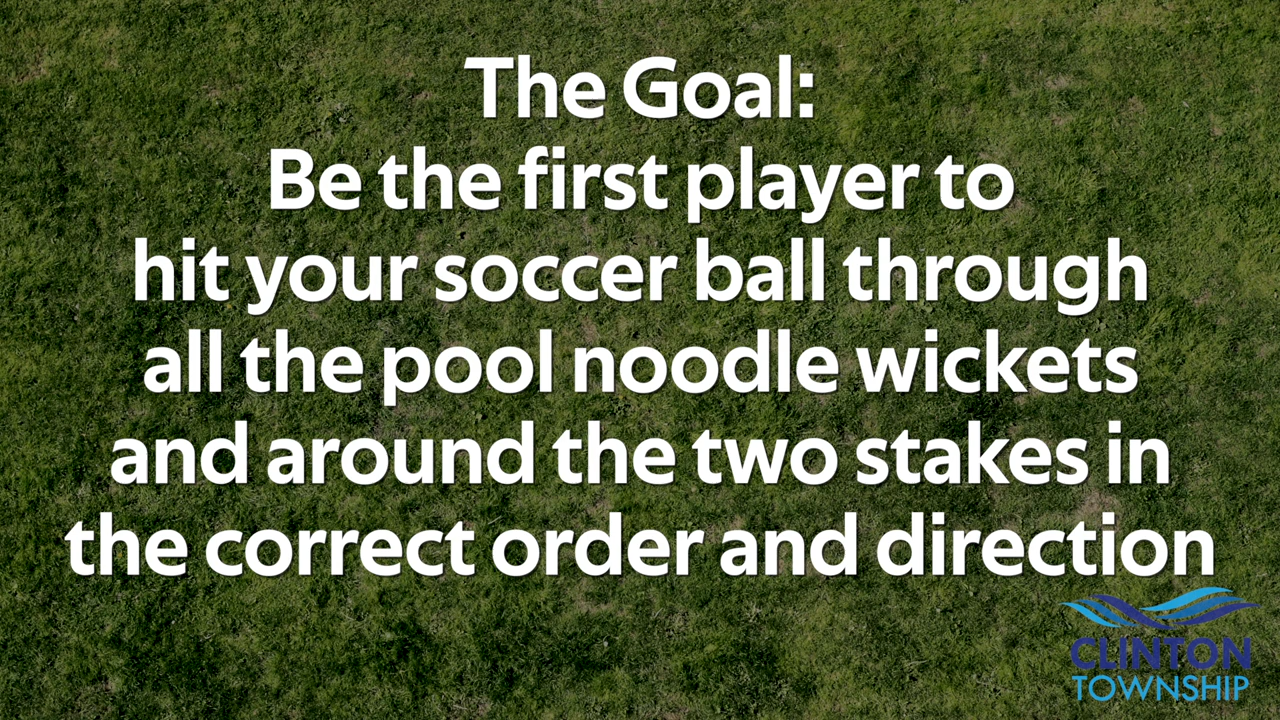 The Goal:
Be the first player to
hit your soccer ball through
all the pool noodle wickets
and around the two stakes in
the correct order and direction
CLINTON
TOWNSHIP